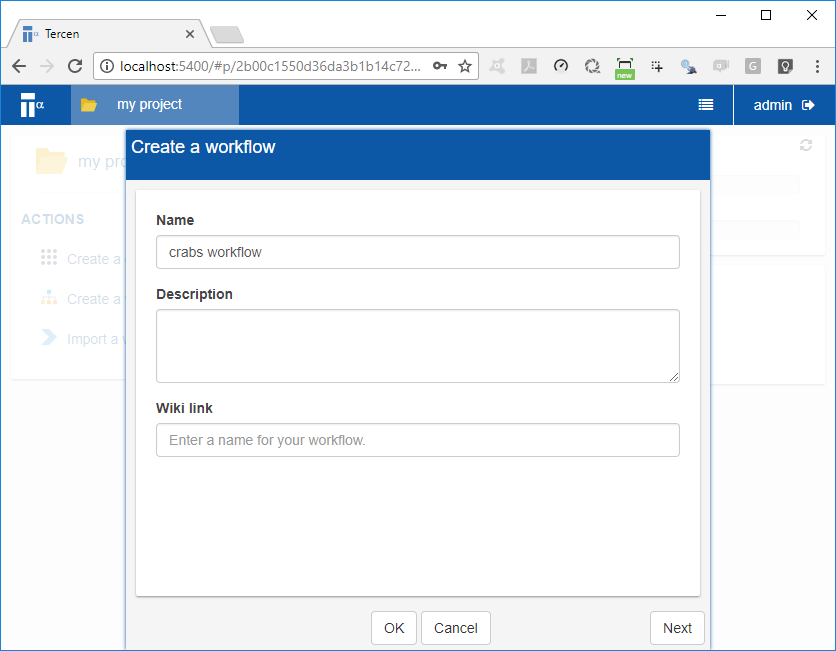 Tercen
localhost:5400/#p/2b00c1550d36da3b1b14c72...
new
G
α my project admin
Create a workflow
my pro
ACTIONS
Create a
Create a
Import a w
Name
crabs workflow
Description
Wiki link
Enter a name for your workflow.
OK Cancel Next